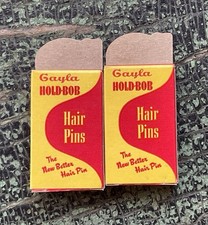 Gayla
HOLD-BOB
Hair
Pins
The
New Better
Hair Pin
Gayla
HOLD-BOB
Hair
Pins
The
New Better
Hair Pin